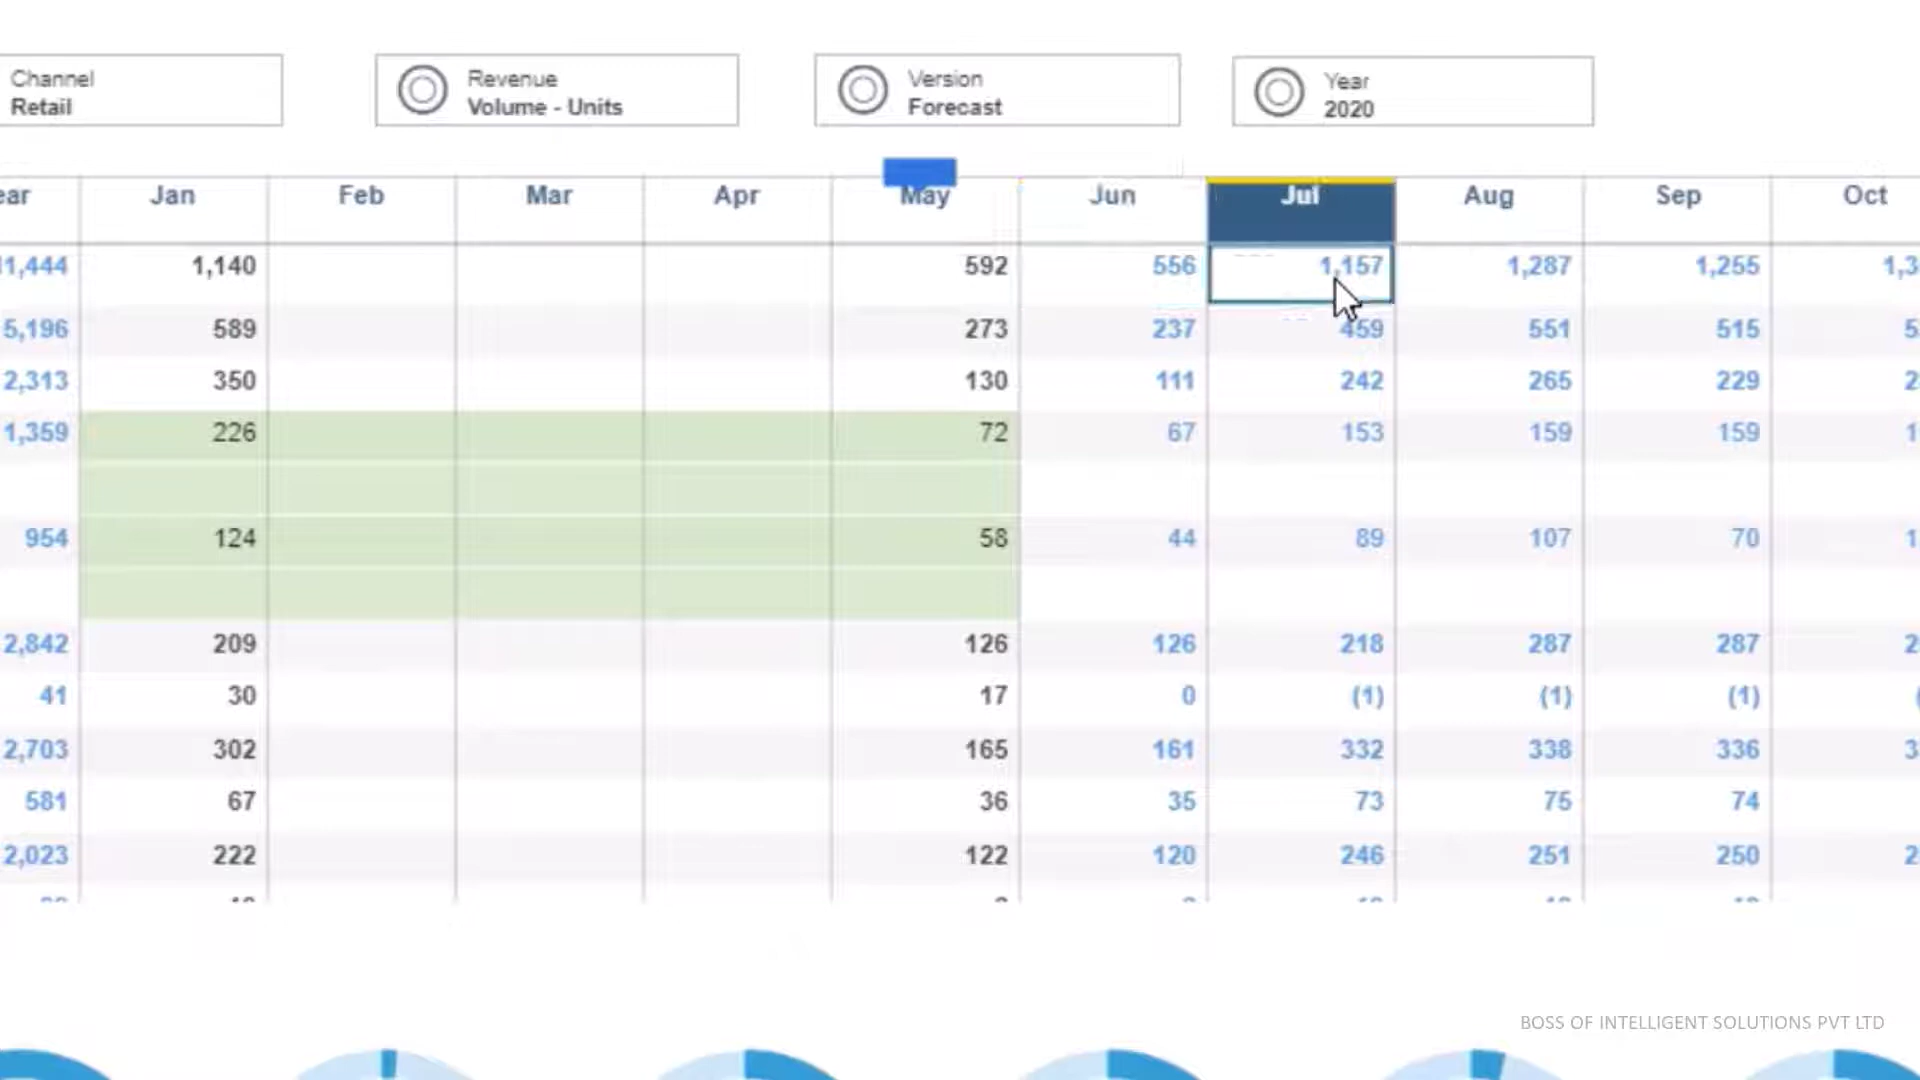 Channel
Retail
Revenue
Volume - Units
Version
Forecast
Year
2020
Jan Feb Mar Apr May Jun Jul Aug Sep Oct
1,140 592 556 1,157 1,287 1,255
5,196 589 273 237 459 551 515
2,313 350 130 111 242 265 229
1,359 226 72 67 153 159 159
954 124 58 44 89 107 70
2,842 209 126 126 218 287 287
41 30 17 0 (1) (1) (1)
2,703 302 165 161 332 338 336
581 67 36 35 73 75 74
2,023 222 122 120 246 251 250
BOSS OF INTELLIGENT SOLUTIONS PVT LTD